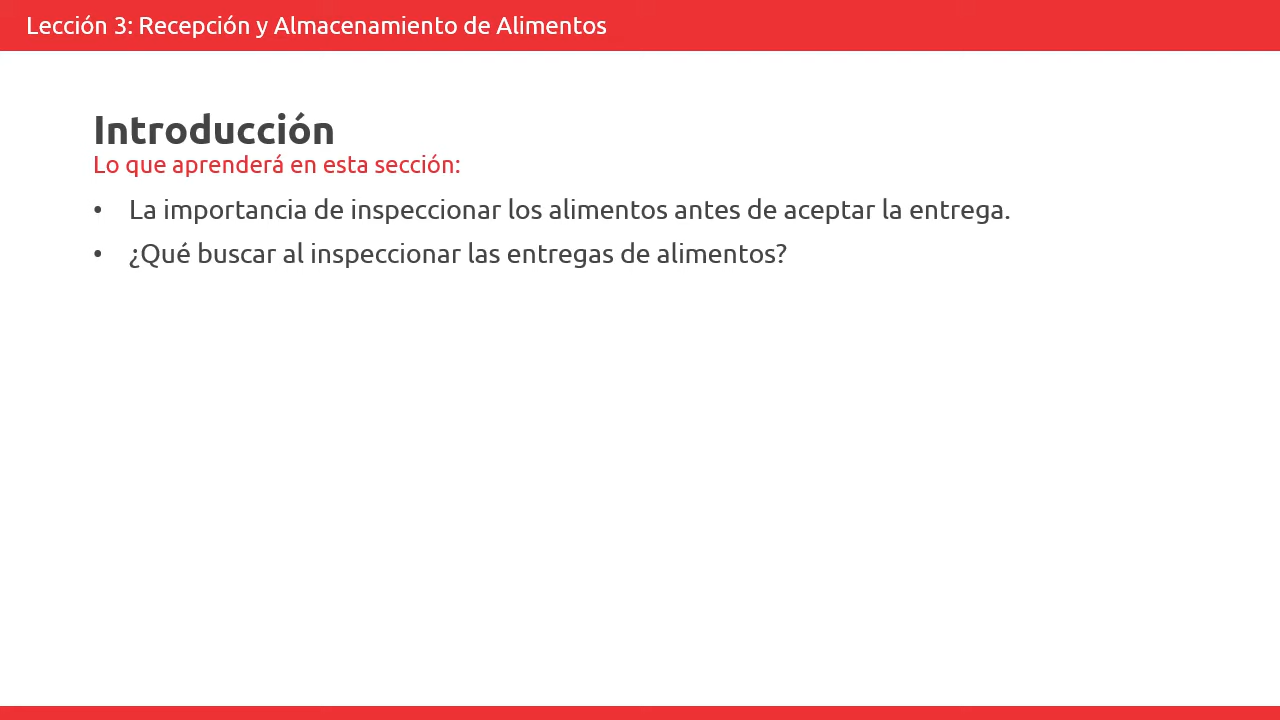 Lección 3: Recepción y Almacenamiento de Alimentos
Introducción
Lo que aprenderá en esta sección:
• La importancia de inspeccionar los alimentos antes de aceptar la entrega.
• ¿Qué buscar al inspeccionar las entregas de alimentos?